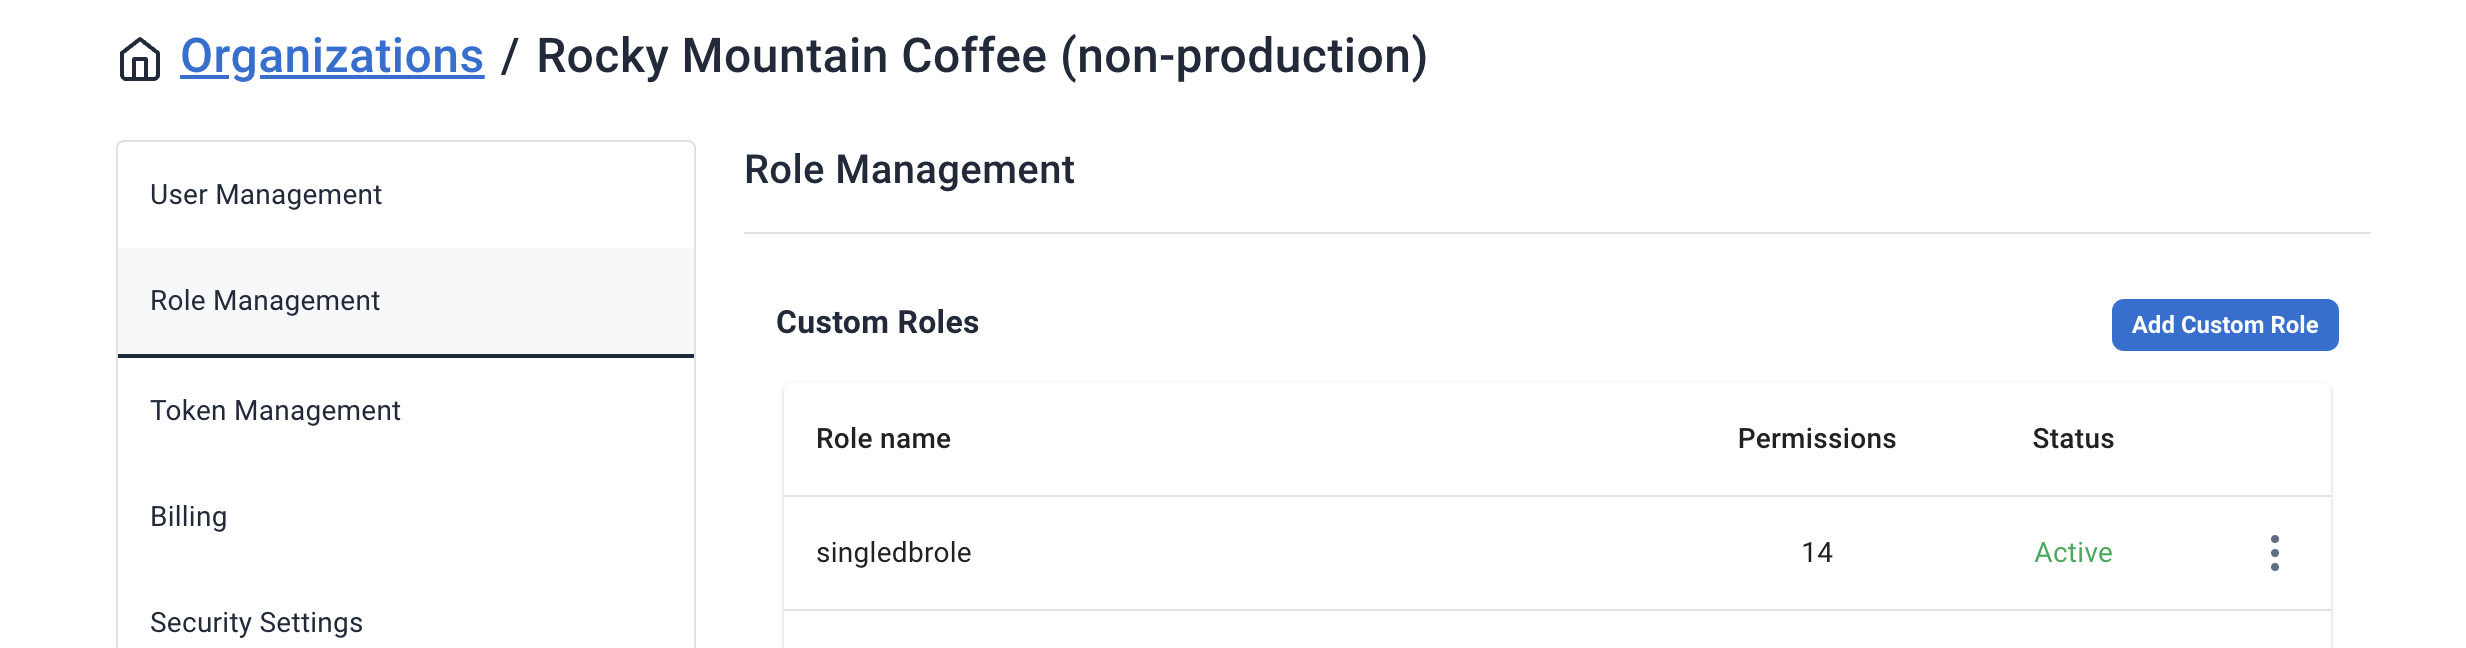 Organizations / Rocky Mountain Coffee (non-production)
User Management
Role Management
Token Management
Billing
Security Settings
Role Management
Custom Roles
Add Custom Role
Role name Permissions Status
singledbrole 14 Active